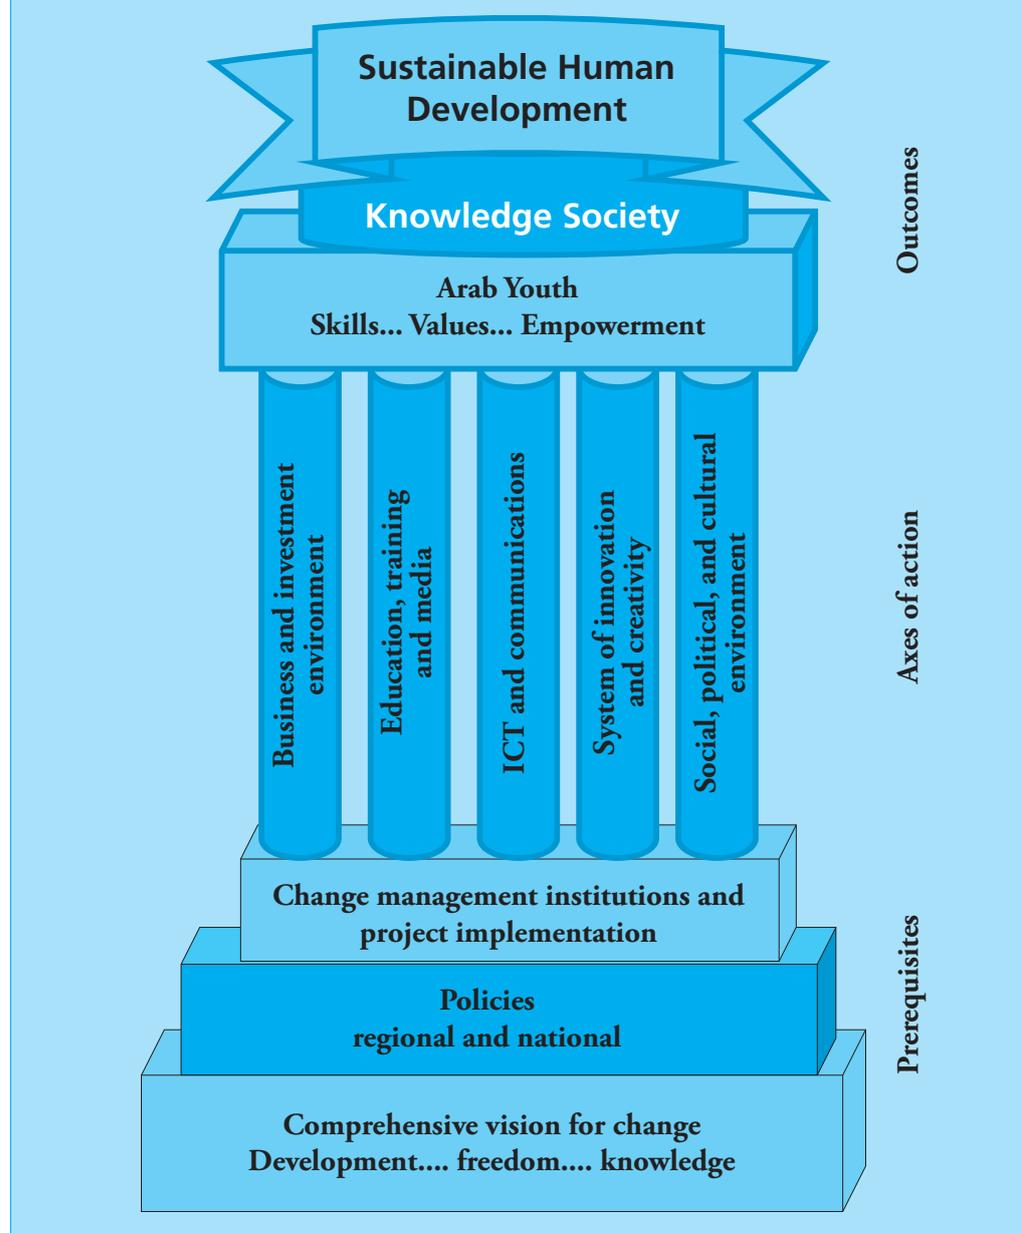 Sustainable Human
Development
Knowledge Society
Arab Youth
Skills... Values... Empowerment
Outcomes
Business and investment
environment
Education, training
and media
ICT and communications
System of innovation
and creativity
Social, political, and cultural
environment
Axes of action
Change management institutions and
project implementation
Policies
regional and national
Prerequisites
Comprehensive vision for change
Development.... freedom.... knowledge